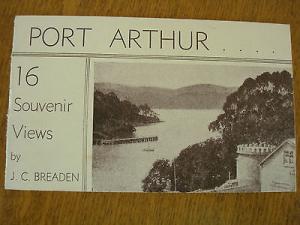 PORT ARTHUR . . . .
16
Souvenir
Views
by
J. C. BREADEN